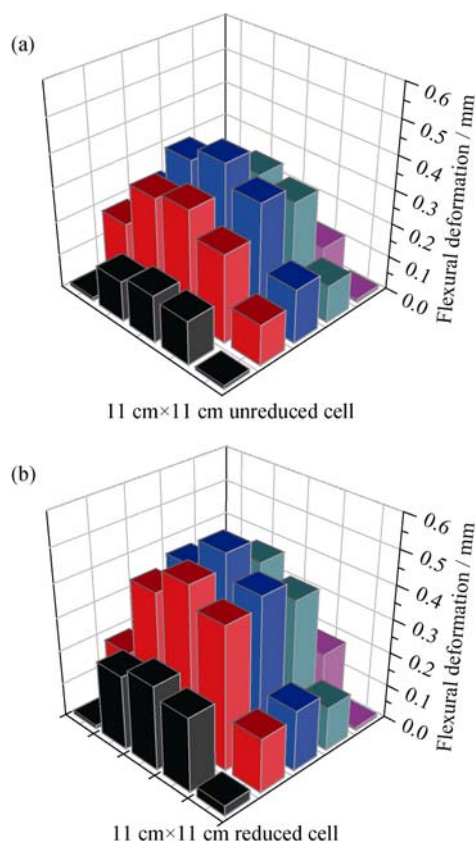 (a)
0.6
0.5
0.4
0.3
0.2
0.1
0.0
Flexural deformation / mm
11 cm×11 cm unreduced cell
(b)
0.6
0.5
0.4
0.3
0.2
0.1
0.0
Flexural deformation / mm
11 cm×11 cm reduced cell